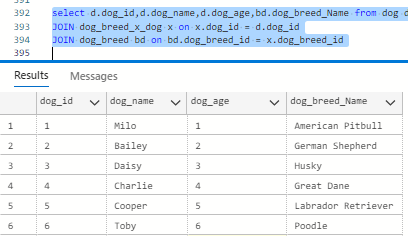 392 select d.dog_id,d.dog_name,d.dog_age,bd.dog_breed_Name from dog
393 JOIN dog_breed_x_dog x on x.dog_id = d.dog_id
394 JOIN dog_breed bd on bd.dog_breed_id = x.dog_breed_id
395
Results Messages
dog_id dog_name dog_age dog_breed_Name
1 1 Milo 1 American Pitbull
2 2 Bailey 2 German Shepherd
3 3 Daisy 3 Husky
4 4 Charlie 4 Great Dane
5 5 Cooper 5 Labrador Retriever
6 6 Toby 6 Poodle